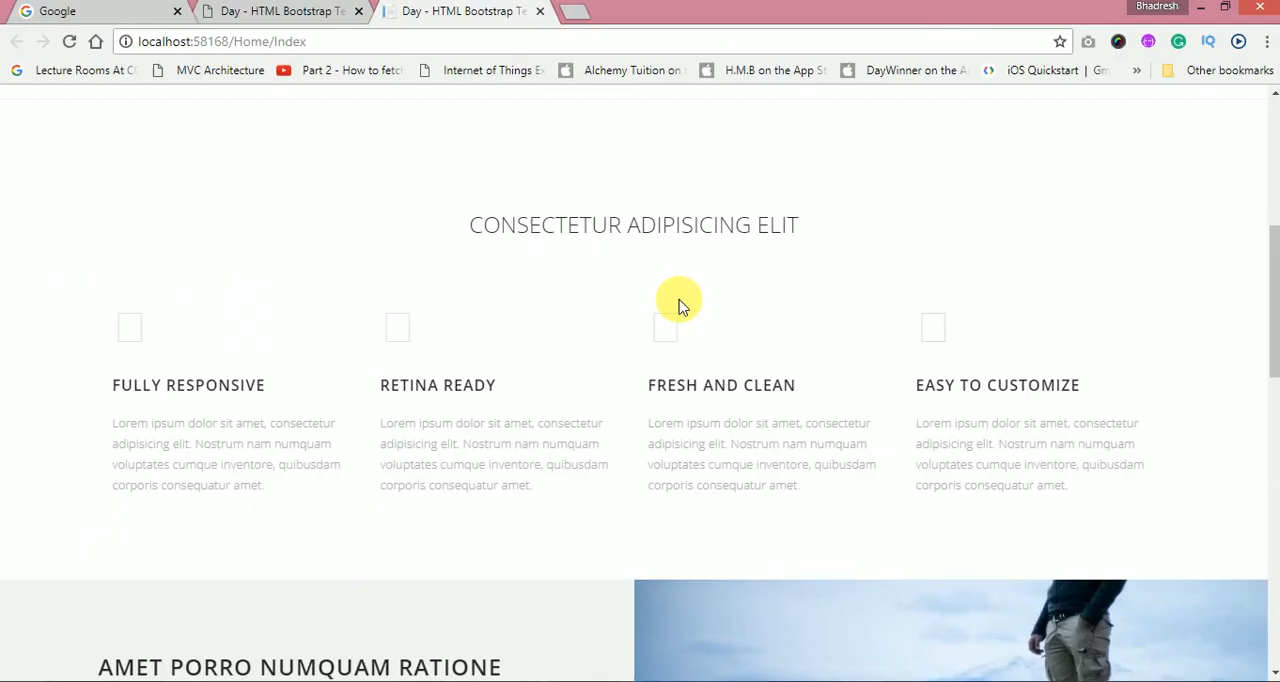 Bhadresh
Google
Day - HTML Bootstrap Te
Day - HTML Bootstrap Te
localhost:58168/Home/Index
Lecture Rooms At CO
MVC Architecture
Part 2 - How to fetch
Internet of Things Ex
Alchemy Tuition on
H.M.B on the App St
DayWinner on the A
iOS Quickstart | Gm
»
Other bookmarks
CONSECTETUR ADIPISICING ELIT
FULLY RESPONSIVE
Lorem ipsum dolor sit amet, consectetur
adipisicing elit. Nostrum nam numquam
voluptates cumque inventore, quibusdam
corporis consequatur amet.
RETINA READY
Lorem ipsum dolor sit amet, consectetur
adipisicing elit. Nostrum nam numquam
voluptates cumque inventore, quibusdam
corporis consequatur amet.
FRESH AND CLEAN
Lorem ipsum dolor sit amet, consectetur
adipisicing elit. Nostrum nam numquam
voluptates cumque inventore, quibusdam
corporis consequatur amet.
EASY TO CUSTOMIZE
Lorem ipsum dolor sit amet, consectetur
adipisicing elit. Nostrum nam numquam
voluptates cumque inventore, quibusdam
corporis consequatur amet.
AMET PORRO NUMQUAM RATIONE